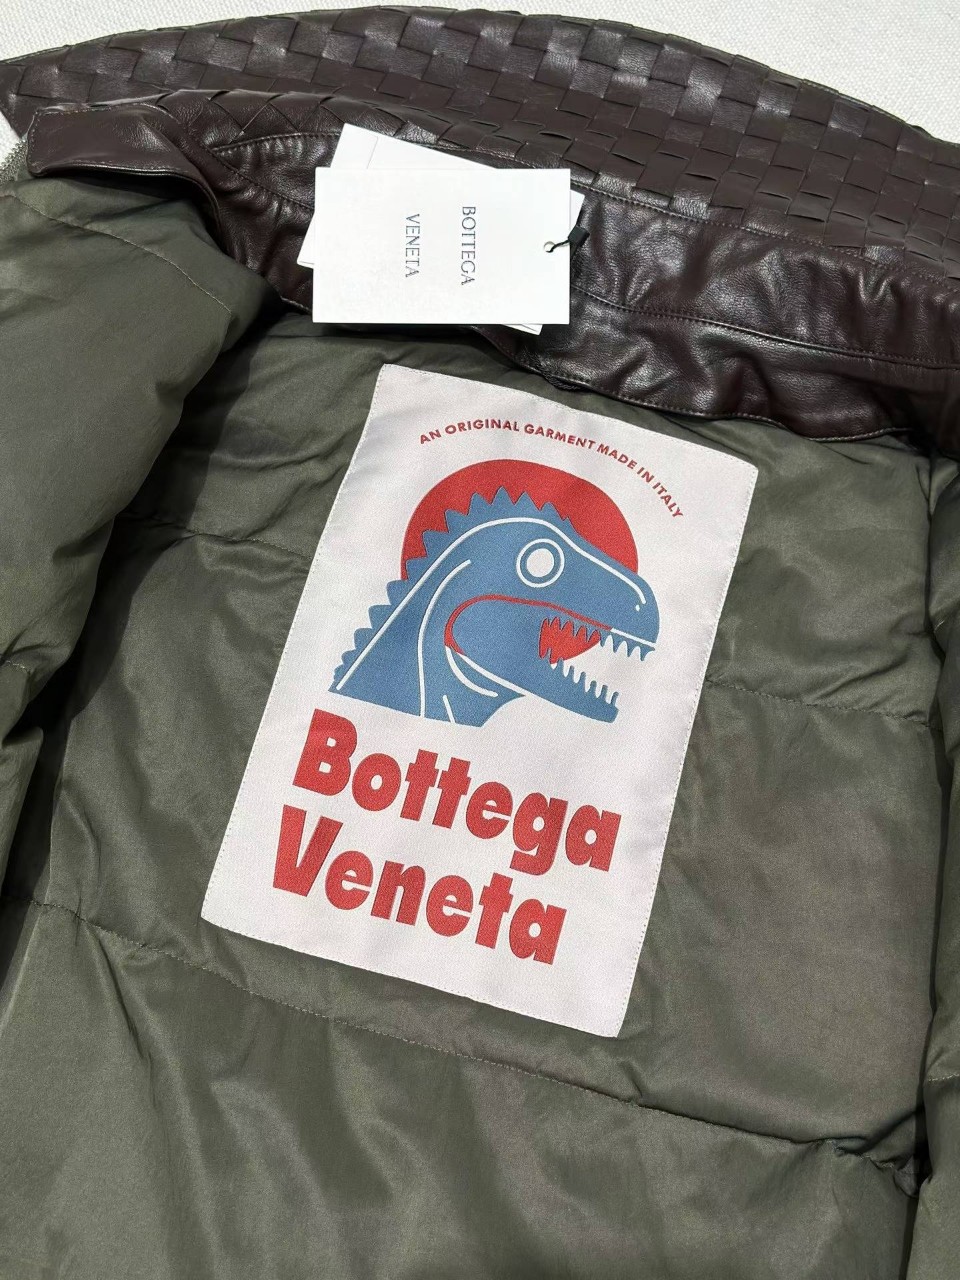 BOTTEGA
VENETA
AN ORIGINAL GARMENT MADE IN ITALY
Bottega
Veneta